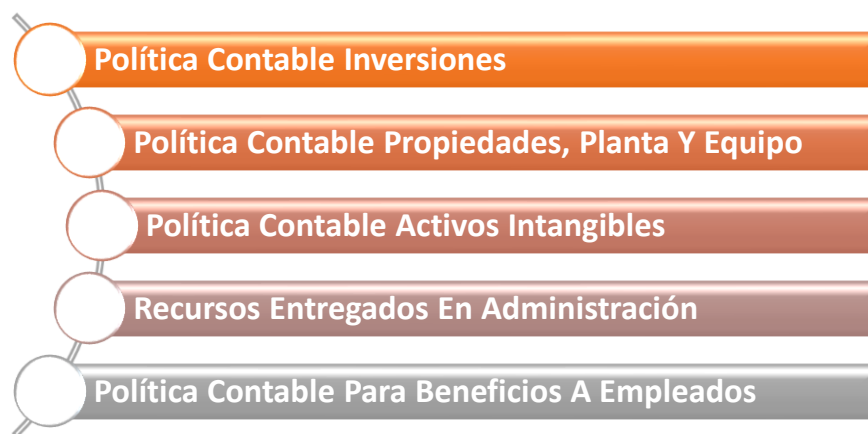 Política Contable Inversiones
Política Contable Propiedades, Planta Y Equipo
Política Contable Activos Intangibles
Recursos Entregados En Administración
Política Contable Para Beneficios A Empleados